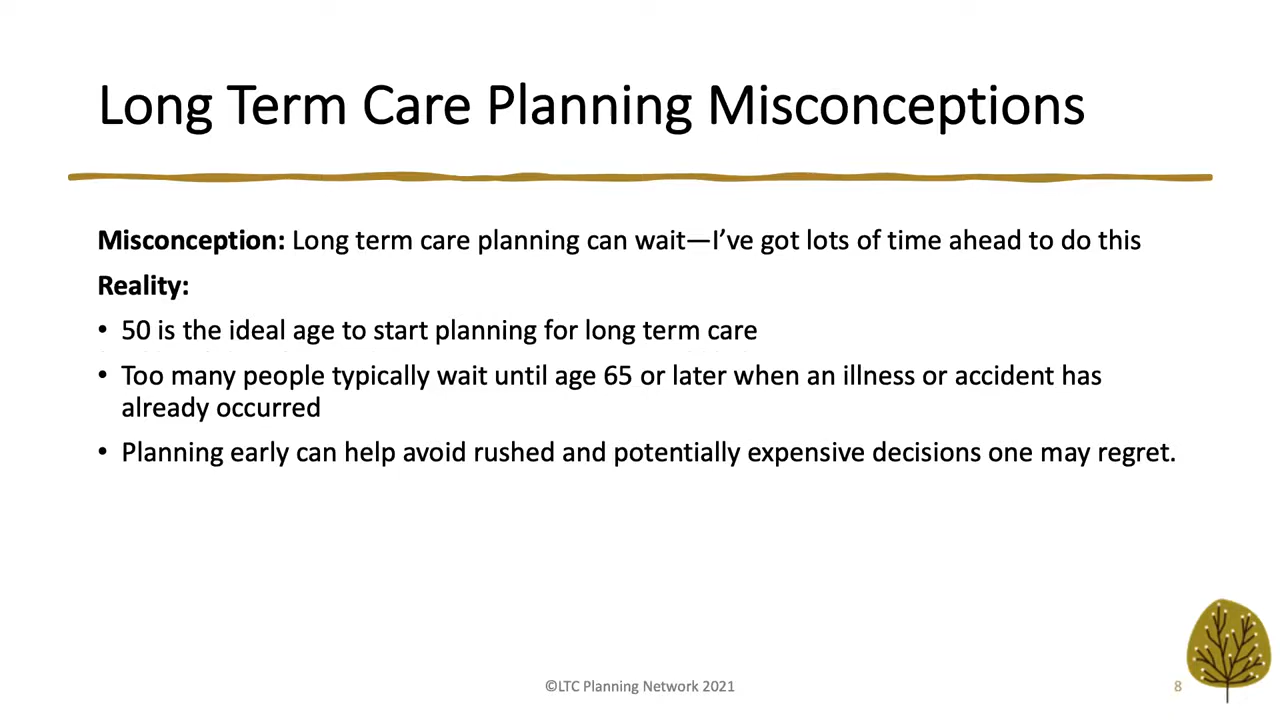 Long Term Care Planning Misconceptions
Misconception: Long term care planning can wait—I’ve got lots of time ahead to do this
Reality:
• 50 is the ideal age to start planning for long term care
• Too many people typically wait until age 65 or later when an illness or accident has
already occurred
• Planning early can help avoid rushed and potentially expensive decisions one may regret.
©LTC Planning Network 2021
8